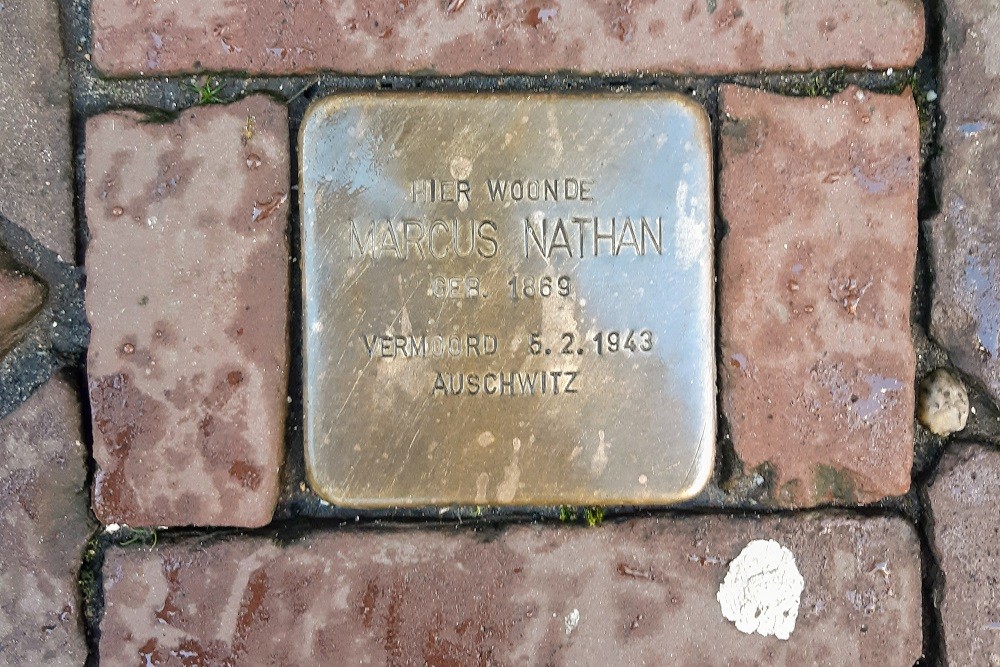 HIER WOONDE
MARCUS NATHAN
GEB. 1869
VERMOORD 5.2.1943
AUSCHWITZ